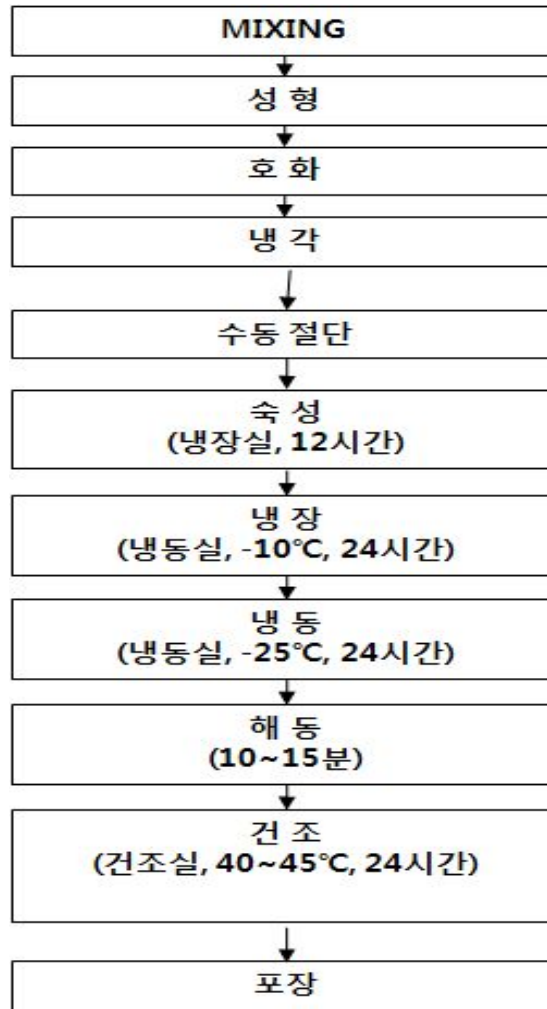 MIXING
성 형
호 화
냉 각
수동 절단
숙 성
(냉장실, 12시간)
냉 장
(냉동실, -10℃, 24시간)
냉 동
(냉동실, -25℃, 24시간)
해 동
(10~15분)
건 조
(건조실, 40~45℃, 24시간)
포장